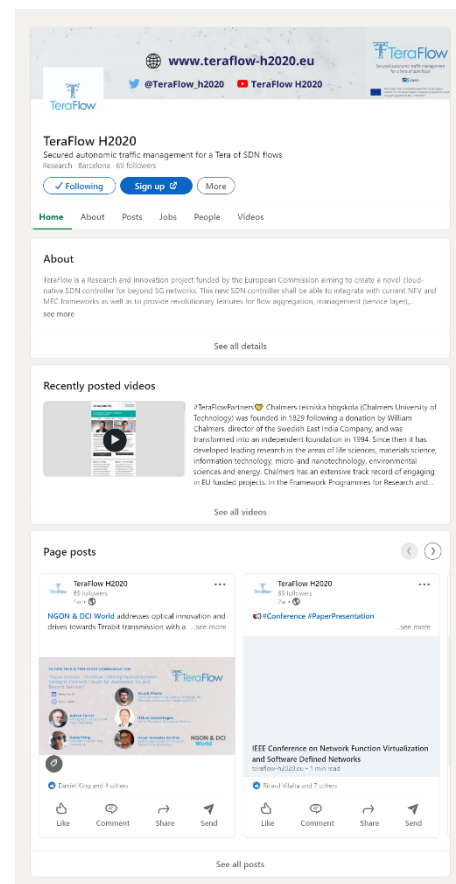 www.teraflow-h2020.eu
@TeraFlow_h2020 TeraFlow H2020
TeraFlow
Secured autonomic traffic management
for a Tera of SDN flows
TeraFlow
TeraFlow H2020
Secured autonomic traffic management for a Tera of SDN flows
Research · Barcelona · 69 followers
✓ Following Sign up More
Home About Posts Jobs People Videos
About
TeraFlow is a Research and Innovation project funded by the European Commission aiming to create a novel cloud-
native SDN controller for beyond 5G networks. This new SDN controller shall be able to integrate with current NFV and
MEC frameworks as well as to provide revolutionary features for flow aggregation, management (service layer),...
see more
See all details
Recently posted videos
#TeraFlowPartners Chalmers tekniska högskola (Chalmers University of
Technology) was founded in 1829 following a donation by William
Chalmers, director of the Swedish East India Company, and was
transformed into an independent foundation in 1994. Since then it has
developed leading research in the areas of life sciences, materials science,
information technology, micro-and nanotechnology, environmental
sciences and energy. Chalmers has an extensive track record of engaging
in EU funded projects. In the Framework Programmes for Research and...
See all videos
Page posts
TeraFlow H2020
69 followers
1w •
NGON & DCI World addresses optical innovation and
drives towards Terabit transmission with a ...see more
TeraFlow
NGON & DCI
World
Daniel King and 4 others
Like Comment Share Send
TeraFlow H2020
69 followers
2w •
#Conference #PaperPresentation
...see more
IEEE Conference on Network Function Virtualization
and Software Defined Networks
teraflow-h2020.eu • 1 min read
Ricard Vilalta and 7 others
Like Comment Share Send
See all posts